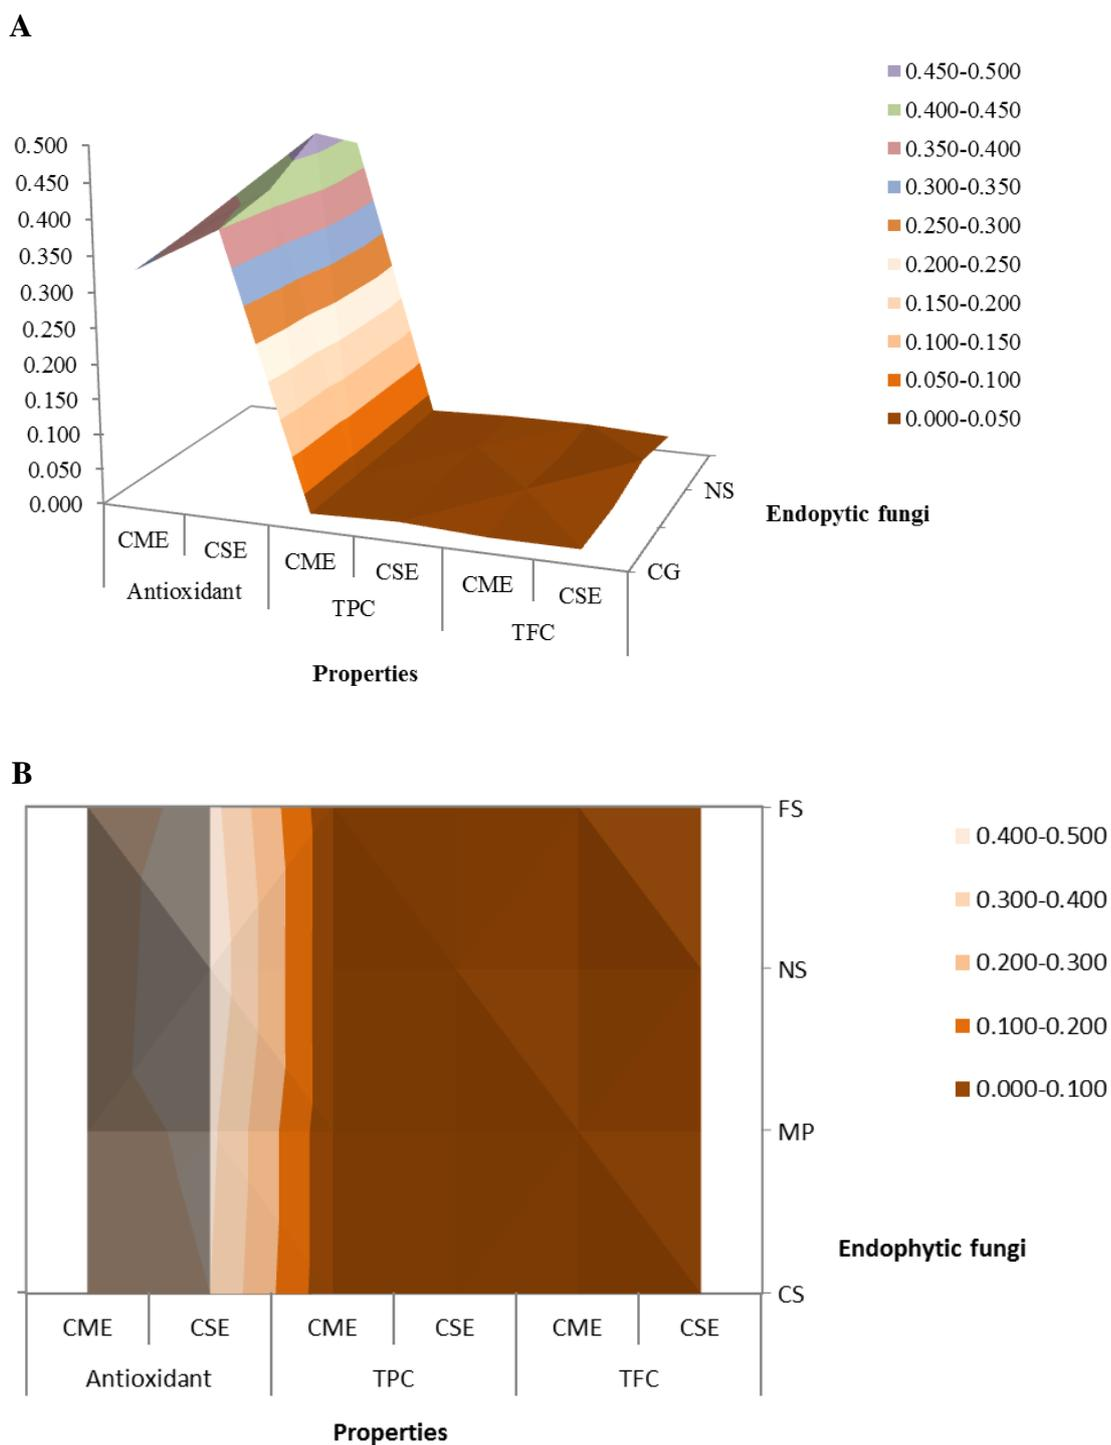 A
0.500
0.450
0.400
0.350
0.300
0.250
0.200
0.150
0.100
0.050
0.000
CME
CSE
CME
CSE
CME
CSE
Antioxidant
TPC
TFC
Properties
CG
NS
Endopytic fungi
0.450-0.500
0.400-0.450
0.350-0.400
0.300-0.350
0.250-0.300
0.200-0.250
0.150-0.200
0.100-0.150
0.050-0.100
0.000-0.050
B
FS
NS
MP
CS
0.400-0.500
0.300-0.400
0.200-0.300
0.100-0.200
0.000-0.100
Endophytic fungi
CME CSE CME CSE CME CSE
Antioxidant TPC TFC
Properties